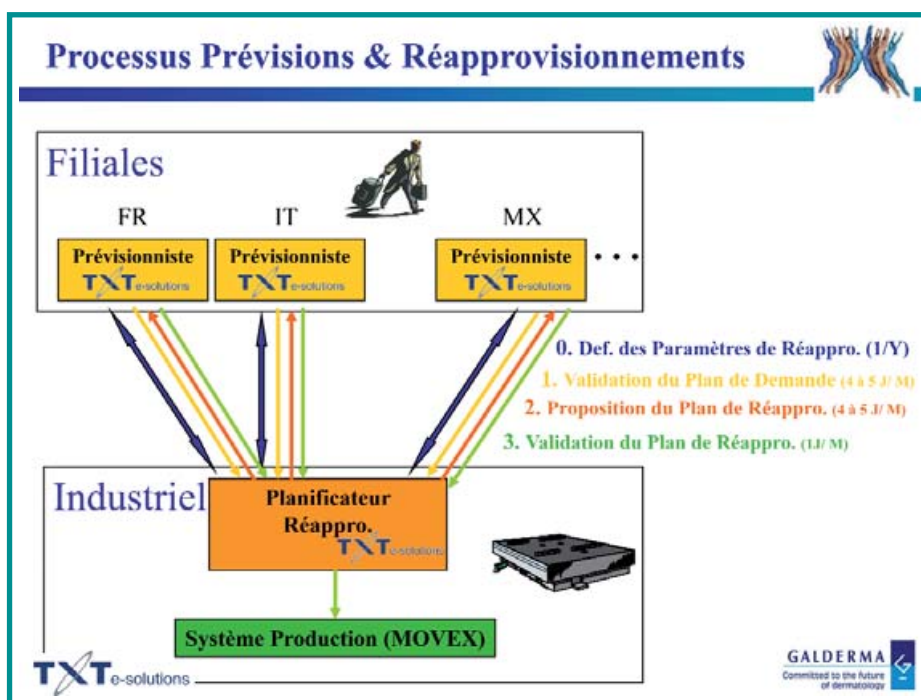 Processus Prévisions & Réapprovisionnements
Filiales
FR
IT
MX
Prévisionniste
TXT e-solutions
Prévisionniste
TXT e-solutions
Prévisionniste
TXT e-solutions
...
0. Def. des Paramètres de Réappro. (1/Y)
1. Validation du Plan de Demande (4 à 5 J/ M)
2. Proposition du Plan de Réappro. (4 à 5 J/ M)
3. Validation du Plan de Réappro. (1J/ M)
Industriel
Planificateur
Réappro.
TXT e-solutions
Système Production (MOVEX)
TXT e-solutions
GALDERMA
Committed to the future
of dermatology